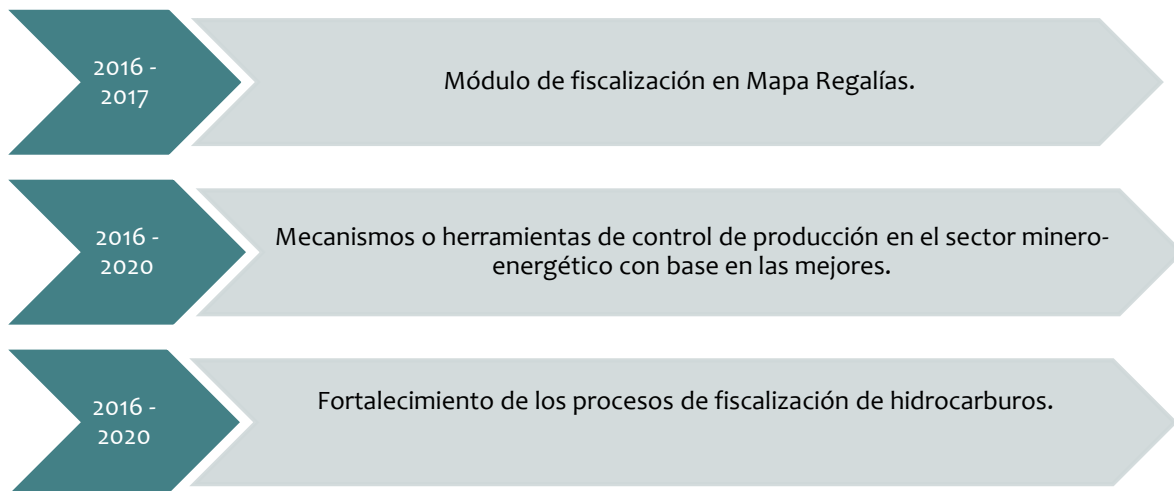 2016 -
2017
Módulo de fiscalización en Mapa Regalías.
2016 -
2020
Mecanismos o herramientas de control de producción en el sector minero-
energético con base en las mejores.
2016 -
2020
Fortalecimiento de los procesos de fiscalización de hidrocarburos.